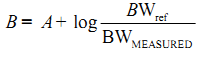 B = A + log BW_ref / BW_MEASURED